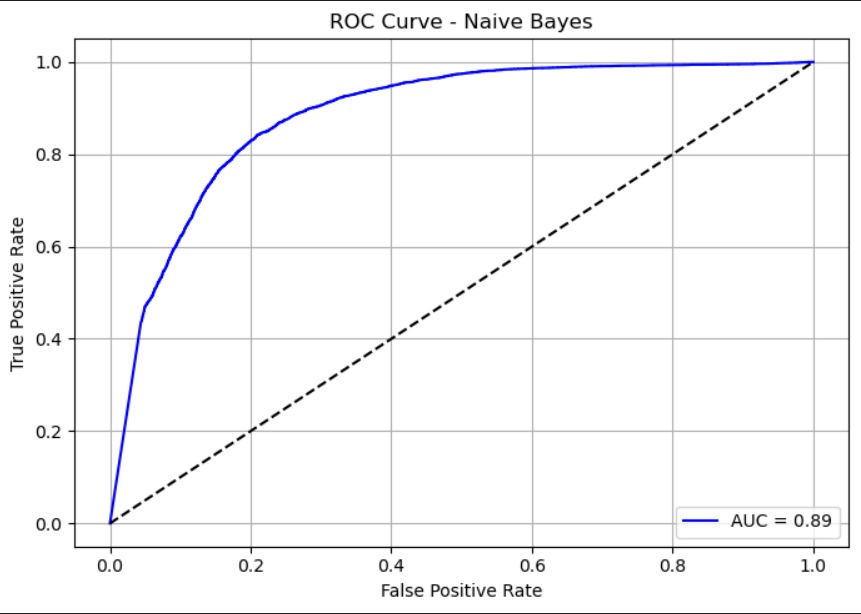 ROC Curve - Naive Bayes
True Positive Rate
1.0
0.8
0.6
0.4
0.2
0.0
AUC = 0.89
0.0 0.2 0.4 0.6 0.8 1.0
False Positive Rate